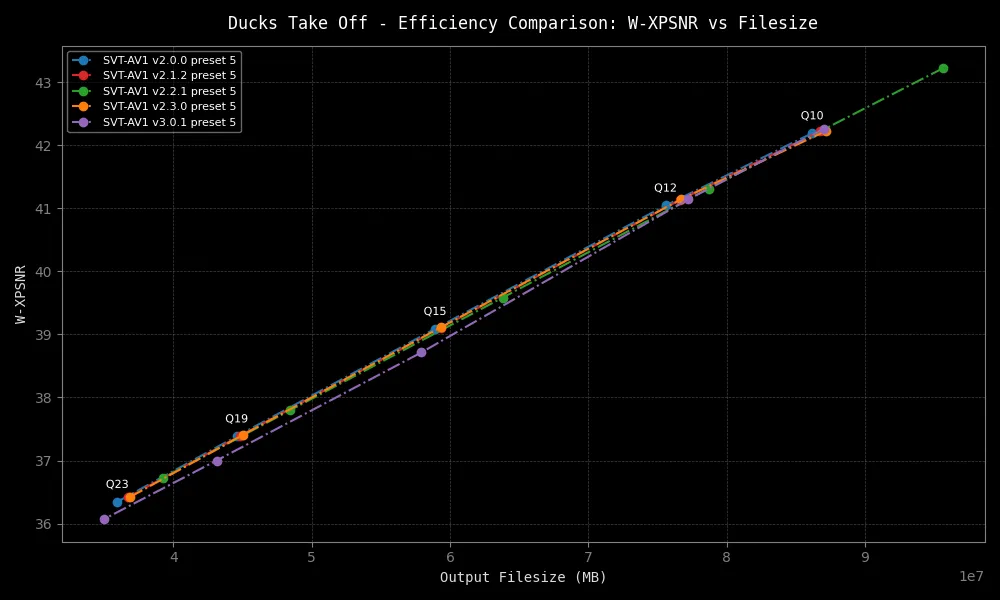 Ducks Take Off - Efficiency Comparison: W-XPSNR vs Filesize
SVT-AV1 v2.0.0 preset 5
SVT-AV1 v2.1.2 preset 5
SVT-AV1 v2.2.1 preset 5
SVT-AV1 v2.3.0 preset 5
SVT-AV1 v3.0.1 preset 5
43
42
41
40
39
38
37
36
W-XPSNR
Q10
Q12
Q15
Q19
Q23
4 5 6 7 8 9
1e7
Output Filesize (MB)